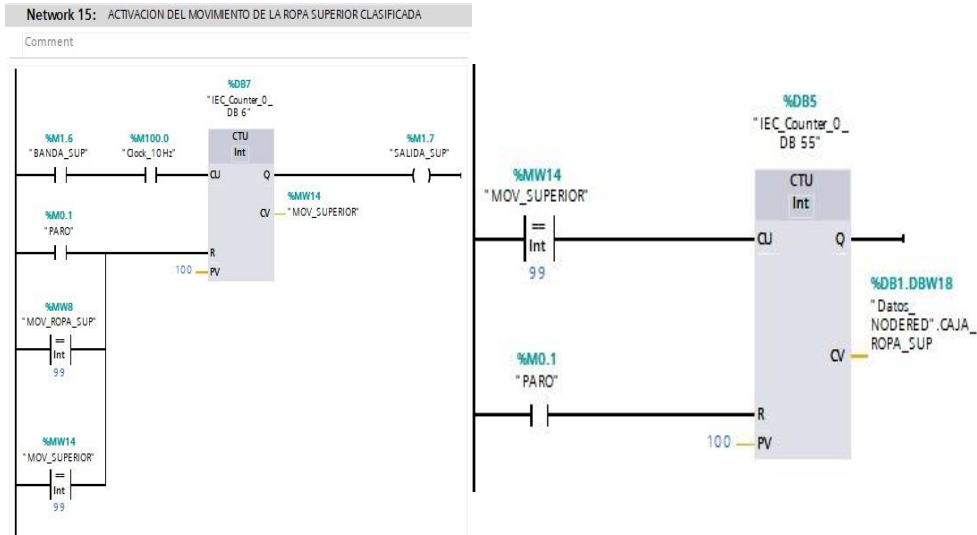 Network 15: ACTIVACION DEL MOVIMIENTO DE LA ROPA SUPERIOR CLASIFICADA
Comment
%DB7
"IEC_Counter_0_
DB 6"
CTU
Int
%M1.6
"BANDA_SUP"
%M100.0
"Clock_10Hz"
%M1.7
"SALIDA_SUP"
CU
Q
%MW14
"MOV_SUPERIOR"
CV
%M0.1
"PARO"
R
100
PV
%MW8
"MOV_ROPA_SUP"
==
Int
99
%MW14
"MOV_SUPERIOR"
==
Int
99
%DB5
"IEC_Counter_0_
DB 55"
CTU
Int
%MW14
"MOV_SUPERIOR"
==
Int
99
CU
Q
%DB1.DBW18
"Datos_
NODERED".CAJA_
ROPA_SUP
CV
%M0.1
"PARO"
R
100
PV